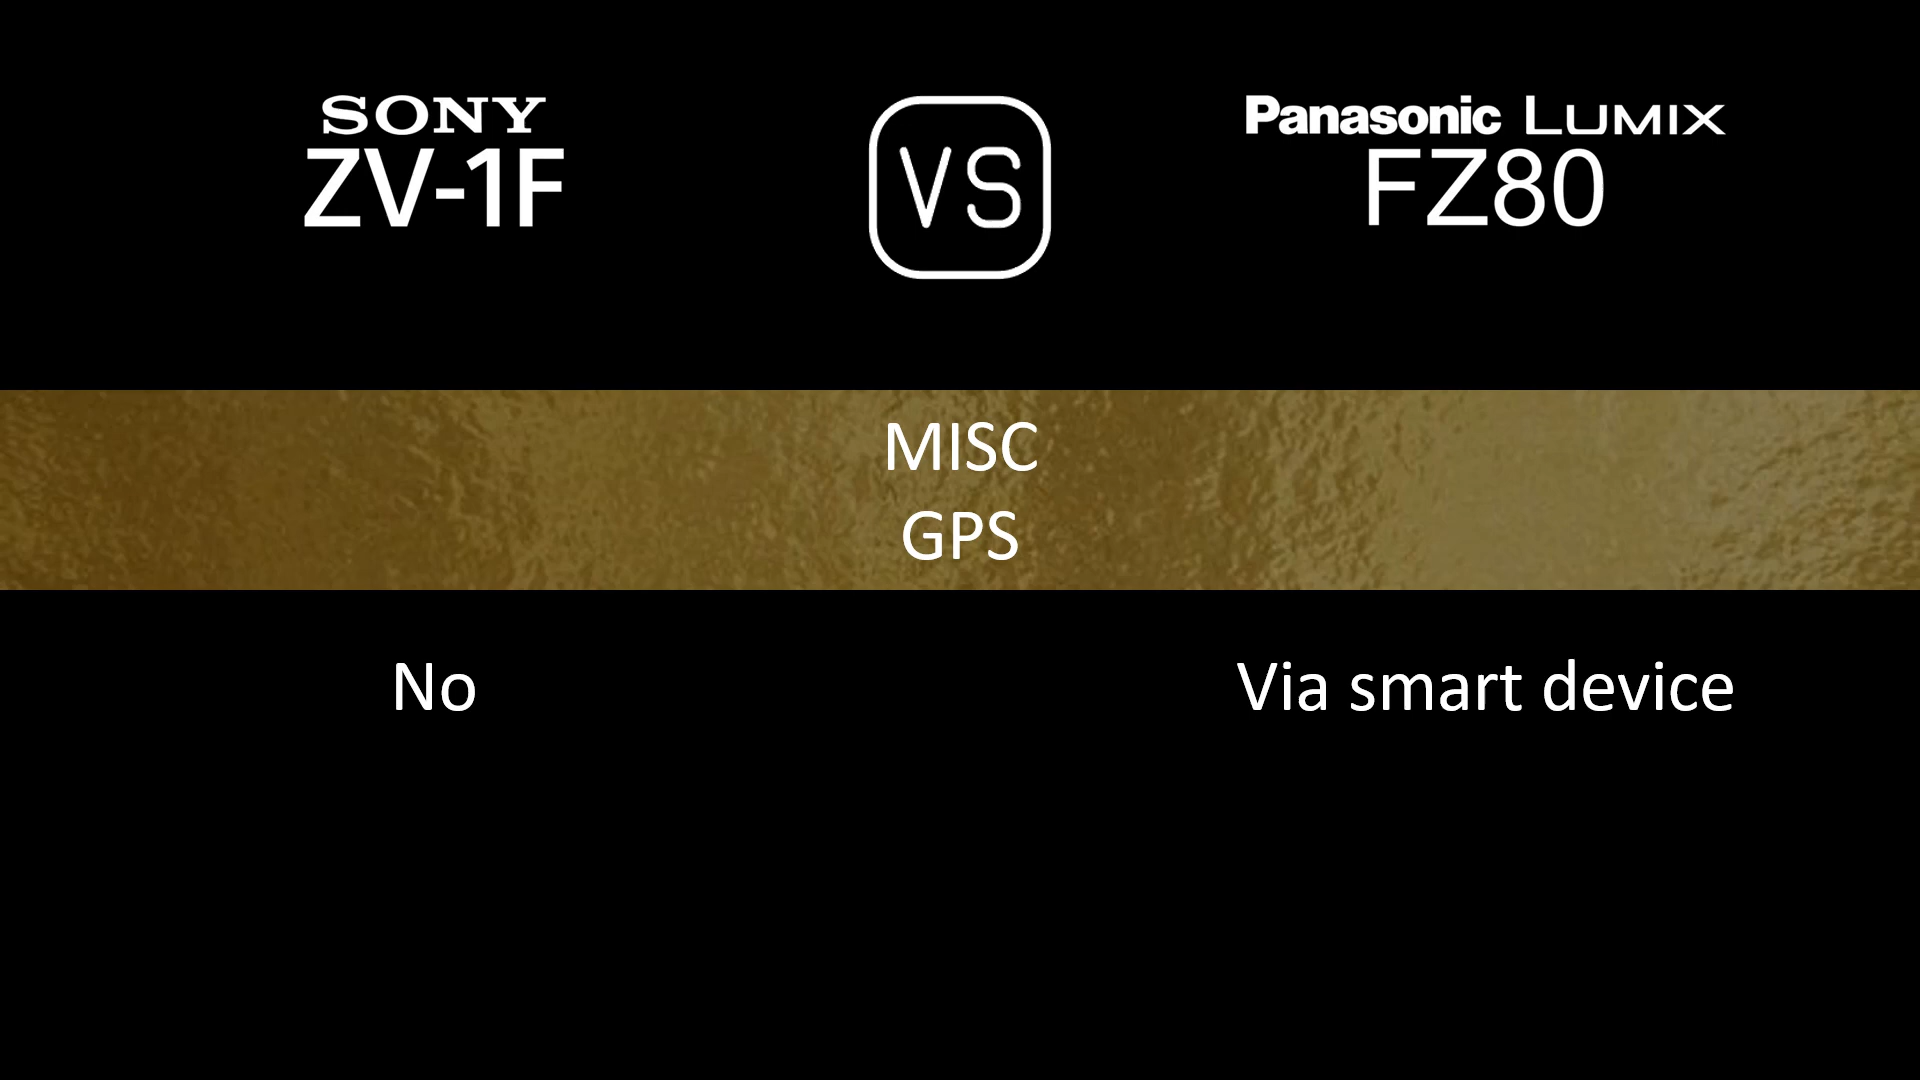 SONY
ZV-1F
VS
Panasonic LUMIX
FZ80
MISC
GPS
No
Via smart device